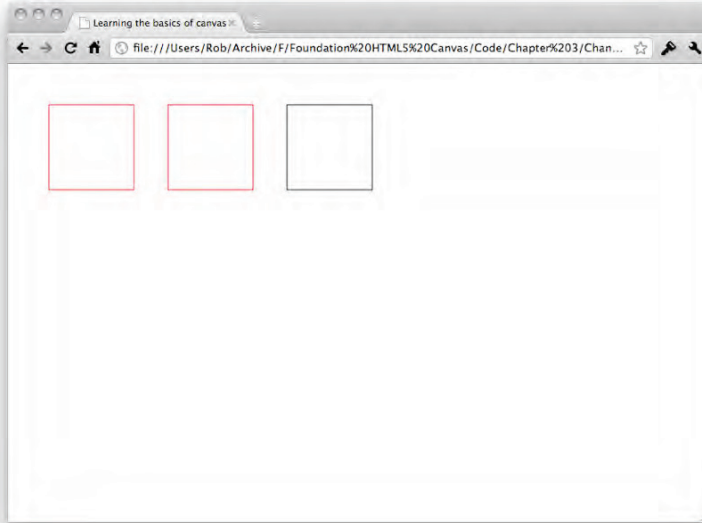 Learning the basics of canvas
file:///Users/Rob/Archive/F/Foundation%20HTML5%20Canvas/Code/Chapter%203/Chan...